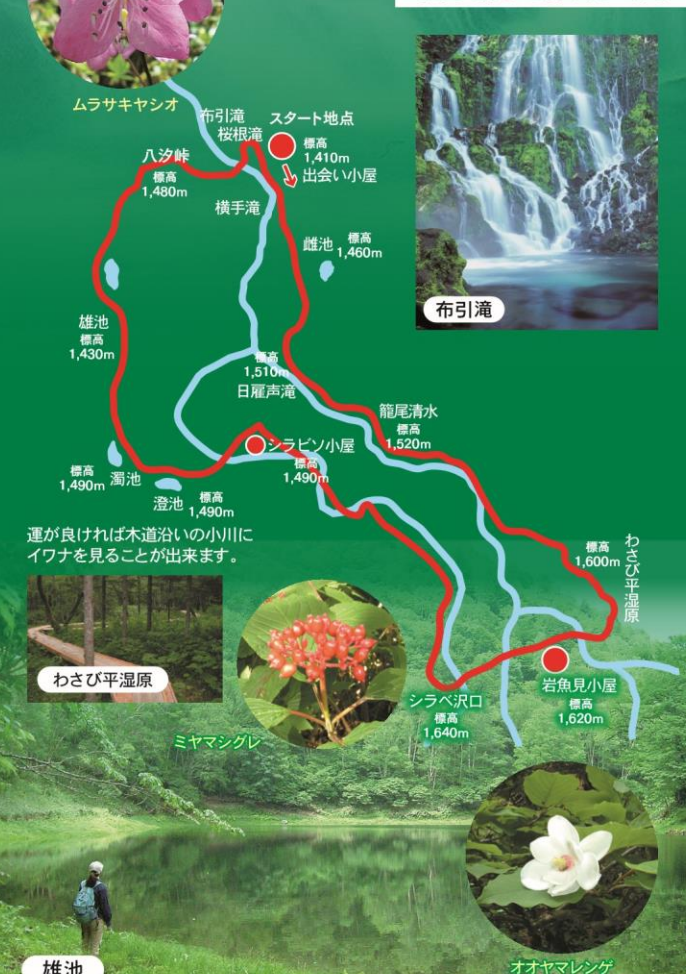 ムラサキヤシオ
布引滝
桜根滝
スタート地点
標高
1,410m
出会い小屋
八汐峠
標高
1,480m
横手滝
雌池
標高
1,460m
布引滝
雄池
標高
1,430m
標高
1,510m
日雇声滝
籠尾清水
標高
1,520m
シラビソ小屋
標高
1,490m
標高
1,490m
濁池
澄池
標高
1,490m
運が良ければ木道沿いの小川に
イワナを見ることが出来ます。
標高
1,600m
わさび平湿原
わさび平湿原
岩魚見小屋
標高
1,620m
シラベ沢口
標高
1,640m
ミヤマシグレ
オオヤマレンゲ
雄池